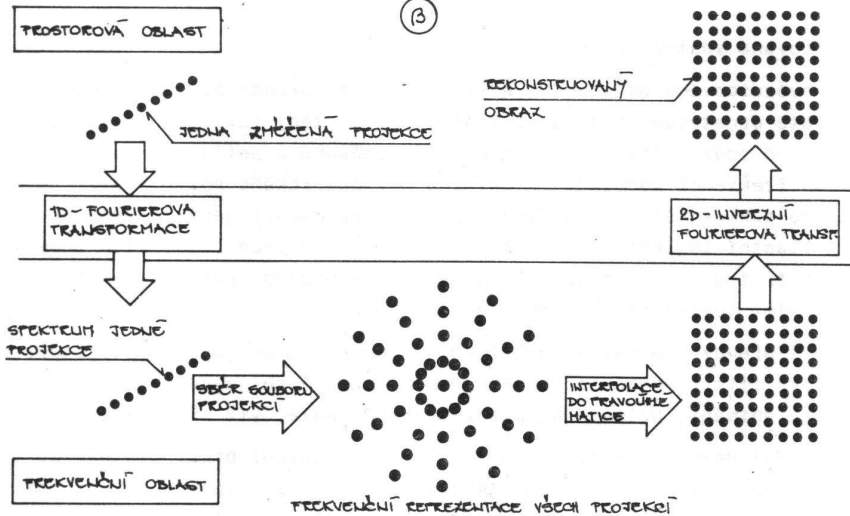 β
PROSTOROVÁ OBLAST
JEDNA ZMĚŘENÁ PROJEKCE
REKONSTRUOVANÝ
OBRAZ
1D-FOURIEROVA
TRANSFORMACE
2D-INVERZNÍ
FOURIEROVA TRANSF.
SPEKTRUM JEDNÉ
PROJEKCE
SBĚR SOUBORU
PROJEKCÍ
INTERPOLACE
DO PRAVOÚHLÉ
MATICE
FREKVENČNÍ OBLAST
FREKVENČNÍ REPREZENTACE VŠECH PROJEKCÍ